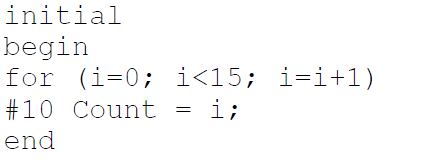 initial
begin
for (i=0; i<15; i=i+1)
#10 Count = i;
end